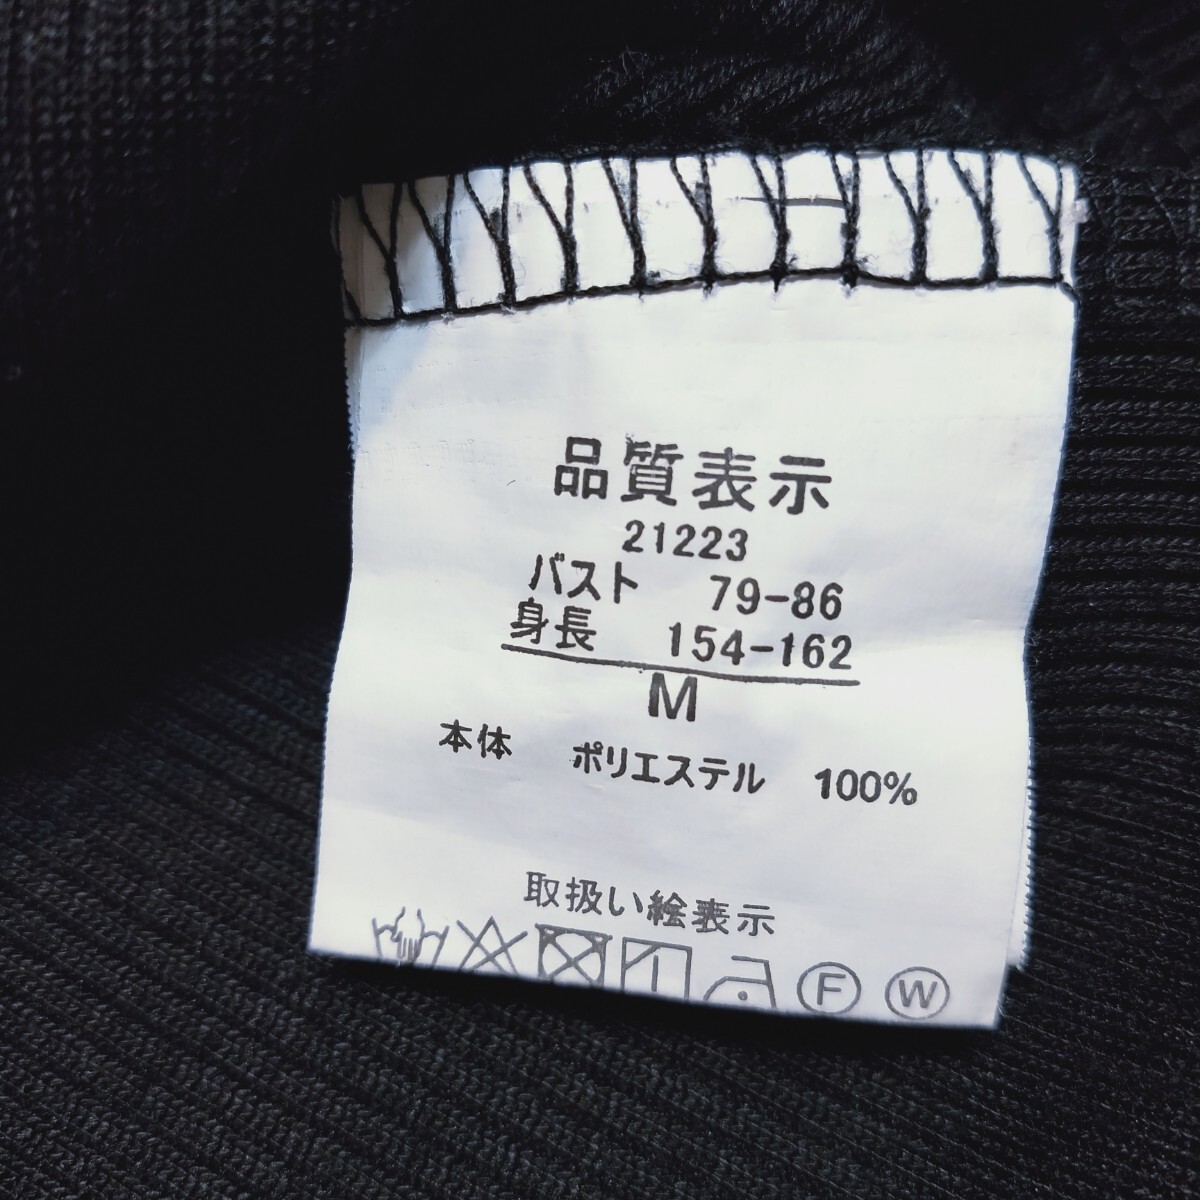 品質表示
21223
バスト 79-86
身長 154-162
M
本体 ポリエステル 100%
取扱い絵表示
F W